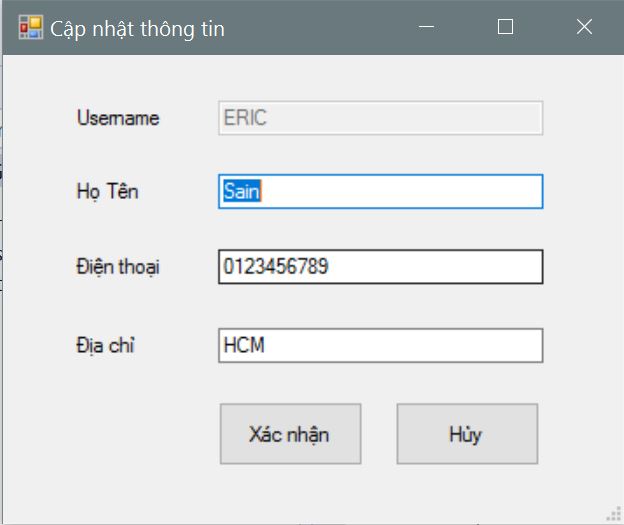 Cập nhật thông tin
Username ERIC
Họ Tên Sain
Điện thoại 0123456789
Địa chỉ HCM
Xác nhận Hủy